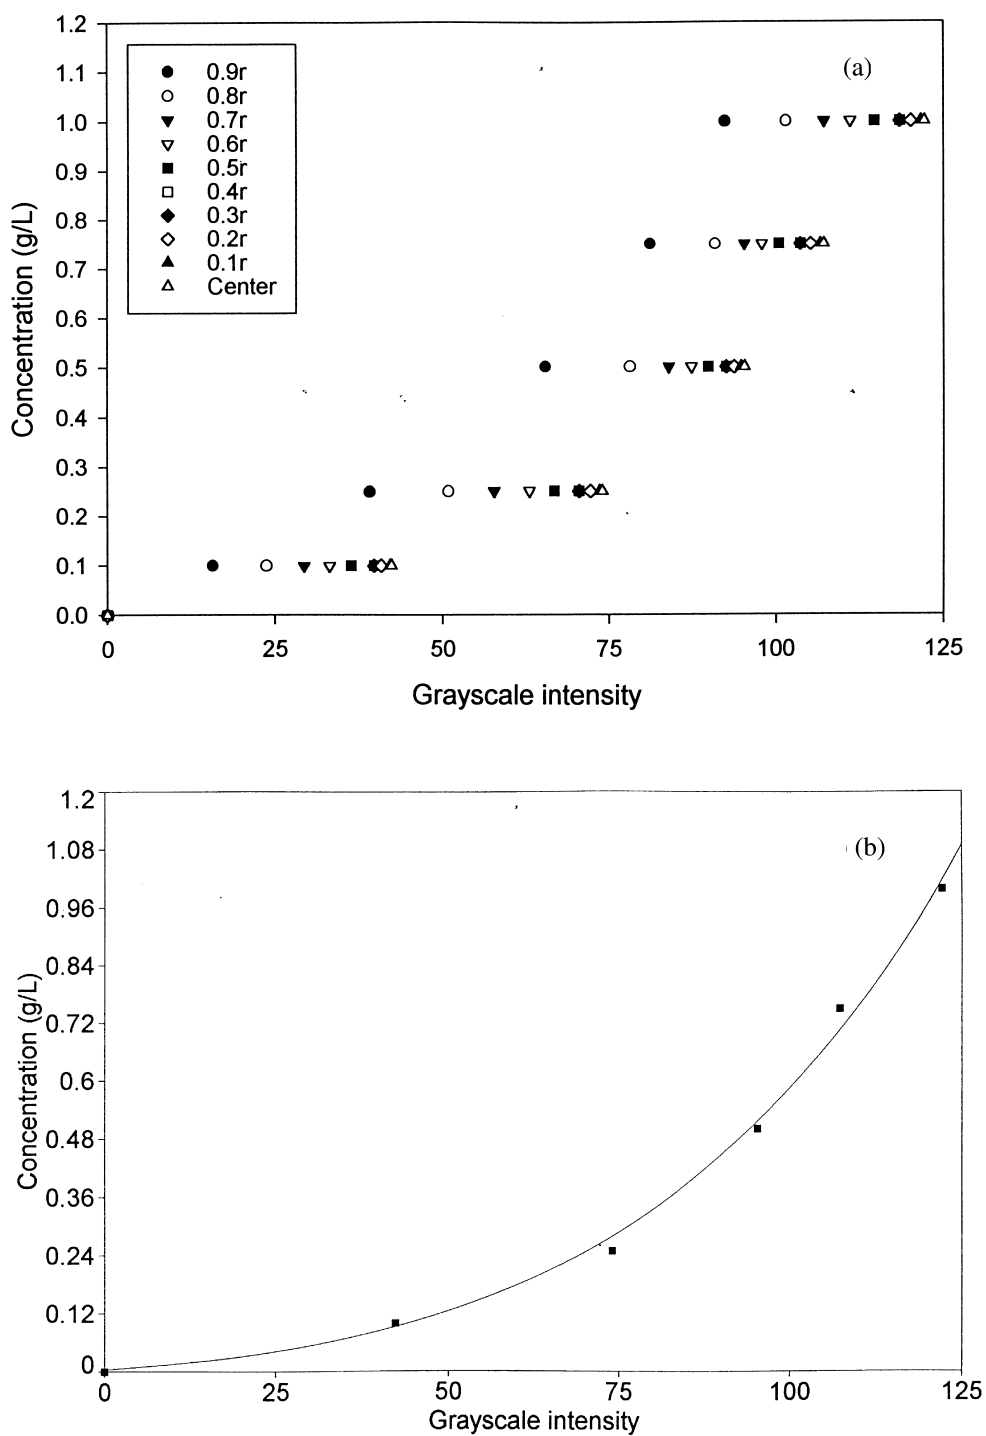 1.2
1.1
1.0
0.9
0.8
0.7
0.6
0.5
0.4
0.3
0.2
0.1
0.0
Concentration (g/L)
0.9r
0.8r
0.7r
0.6r
0.5r
0.4r
0.3r
0.2r
0.1r
Center
(a)
0 25 50 75 100 125
Grayscale intensity
1.2
1.08
0.96
0.84
0.72
0.6
0.48
0.36
0.24
0.12
0
Concentration (g/L)
(b)
0 25 50 75 100 125
Grayscale intensity